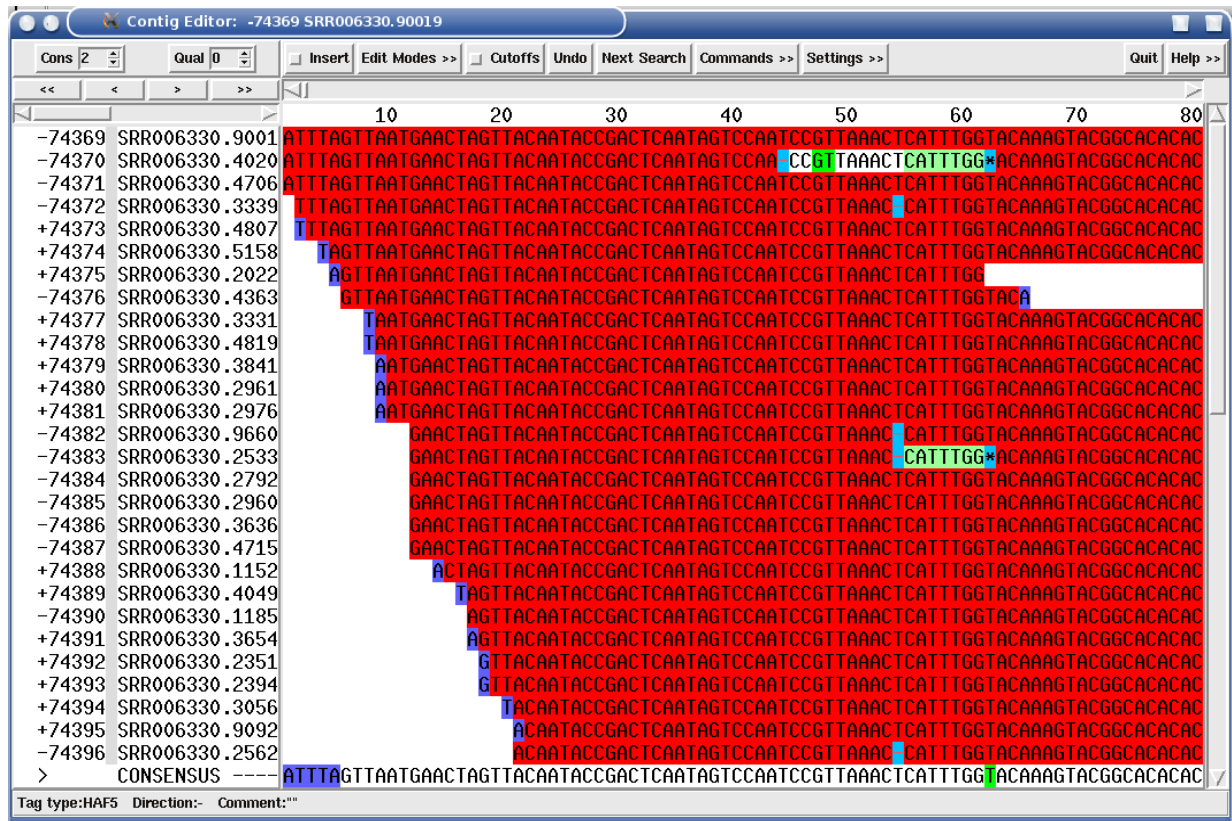 Contig Editor: -74369 SRR006330.90019
Cons 2 Qual 0 Insert Edit Modes >> Cutoffs Undo Next Search Commands >> Settings >> Quit Help >>
<< < > >>
10 20 30 40 50 60 70 80
-74369 SRR006330.9001 ATTTAGTTAATGAACTAGTTACAATACCGACTCAATAGTCCAATCCGTTAAACTCATTTGGTACAAAGTACGGCACACAC
-74370 SRR006330.4020 ATTTAGTTAATGAACTAGTTACAATACCGACTCAATAGTCCAA-CCGTTAAACTCATTTGG*ACAAAGTACGGCACACAC
-74371 SRR006330.4706 ATTTAGTTAATGAACTAGTTACAATACCGACTCAATAGTCCAATCCGTTAAACTCATTTGGTACAAAGTACGGCACACAC
-74372 SRR006330.3339 TTTAGTTAATGAACTAGTTACAATACCGACTCAATAGTCCAATCCGTTAAAC-CATTTGGTACAAAGTACGGCACACAC
+74373 SRR006330.4807 TTTAGTTAATGAACTAGTTACAATACCGACTCAATAGTCCAATCCGTTAAACTCATTTGGTACAAAGTACGGCACACAC
+74374 SRR006330.5158 TAGTTAATGAACTAGTTACAATACCGACTCAATAGTCCAATCCGTTAAACTCATTTGGTACAAAGTACGGCACACAC
+74375 SRR006330.2022 AGTTAATGAACTAGTTACAATACCGACTCAATAGTCCAATCCGTTAAACTCATTTGG
-74376 SRR006330.4363 GTTAATGAACTAGTTACAATACCGACTCAATAGTCCAATCCGTTAAACTCATTTGGTACA
+74377 SRR006330.3331 TAATGAACTAGTTACAATACCGACTCAATAGTCCAATCCGTTAAACTCATTTGGTACAAAGTACGGCACACAC
+74378 SRR006330.4819 TAATGAACTAGTTACAATACCGACTCAATAGTCCAATCCGTTAAACTCATTTGGTACAAAGTACGGCACACAC
+74379 SRR006330.3841 AATGAACTAGTTACAATACCGACTCAATAGTCCAATCCGTTAAACTCATTTGGTACAAAGTACGGCACACAC
+74380 SRR006330.2961 AATGAACTAGTTACAATACCGACTCAATAGTCCAATCCGTTAAACTCATTTGGTACAAAGTACGGCACACAC
+74381 SRR006330.2976 AATGAACTAGTTACAATACCGACTCAATAGTCCAATCCGTTAAACTCATTTGGTACAAAGTACGGCACACAC
-74382 SRR006330.9660 GAACTAGTTACAATACCGACTCAATAGTCCAATCCGTTAAAC-CATTTGGTACAAAGTACGGCACACAC
-74383 SRR006330.2533 GAACTAGTTACAATACCGACTCAATAGTCCAATCCGTTAAAC-CATTTGG*ACAAAGTACGGCACACAC
-74384 SRR006330.2792 GAACTAGTTACAATACCGACTCAATAGTCCAATCCGTTAAACTCATTTGGTACAAAGTACGGCACACAC
-74385 SRR006330.2960 GAACTAGTTACAATACCGACTCAATAGTCCAATCCGTTAAACTCATTTGGTACAAAGTACGGCACACAC
-74386 SRR006330.3636 GAACTAGTTACAATACCGACTCAATAGTCCAATCCGTTAAACTCATTTGGTACAAAGTACGGCACACAC
-74387 SRR006330.4715 GAACTAGTTACAATACCGACTCAATAGTCCAATCCGTTAAACTCATTTGGTACAAAGTACGGCACACAC
+74388 SRR006330.1152 ACTAGTTACAATACCGACTCAATAGTCCAATCCGTTAAACTCATTTGGTACAAAGTACGGCACACAC
+74389 SRR006330.4049 TAGTTACAATACCGACTCAATAGTCCAATCCGTTAAACTCATTTGGTACAAAGTACGGCACACAC
-74390 SRR006330.1185 AGTTACAATACCGACTCAATAGTCCAATCCGTTAAACTCATTTGGTACAAAGTACGGCACACAC
+74391 SRR006330.3654 AGTTACAATACCGACTCAATAGTCCAATCCGTTAAACTCATTTGGTACAAAGTACGGCACACAC
+74392 SRR006330.2351 GTTACAATACCGACTCAATAGTCCAATCCGTTAAACTCATTTGGTACAAAGTACGGCACACAC
+74393 SRR006330.2394 GTTACAATACCGACTCAATAGTCCAATCCGTTAAACTCATTTGGTACAAAGTACGGCACACAC
+74394 SRR006330.3056 TACAATACCGACTCAATAGTCCAATCCGTTAAACTCATTTGGTACAAAGTACGGCACACAC
+74395 SRR006330.9092 ACAATACCGACTCAATAGTCCAATCCGTTAAACTCATTTGGTACAAAGTACGGCACACAC
-74396 SRR006330.2562 ACAATACCGACTCAATAGTCCAATCCGTTAAAC-CATTTGGTACAAAGTACGGCACACAC
> CONSENSUS ---- ATTTAGTTAATGAACTAGTTACAATACCGACTCAATAGTCCAATCCGTTAAACTCATTTGGTACAAAGTACGGCACACAC
Tag type:HAF5 Direction:- Comment:""